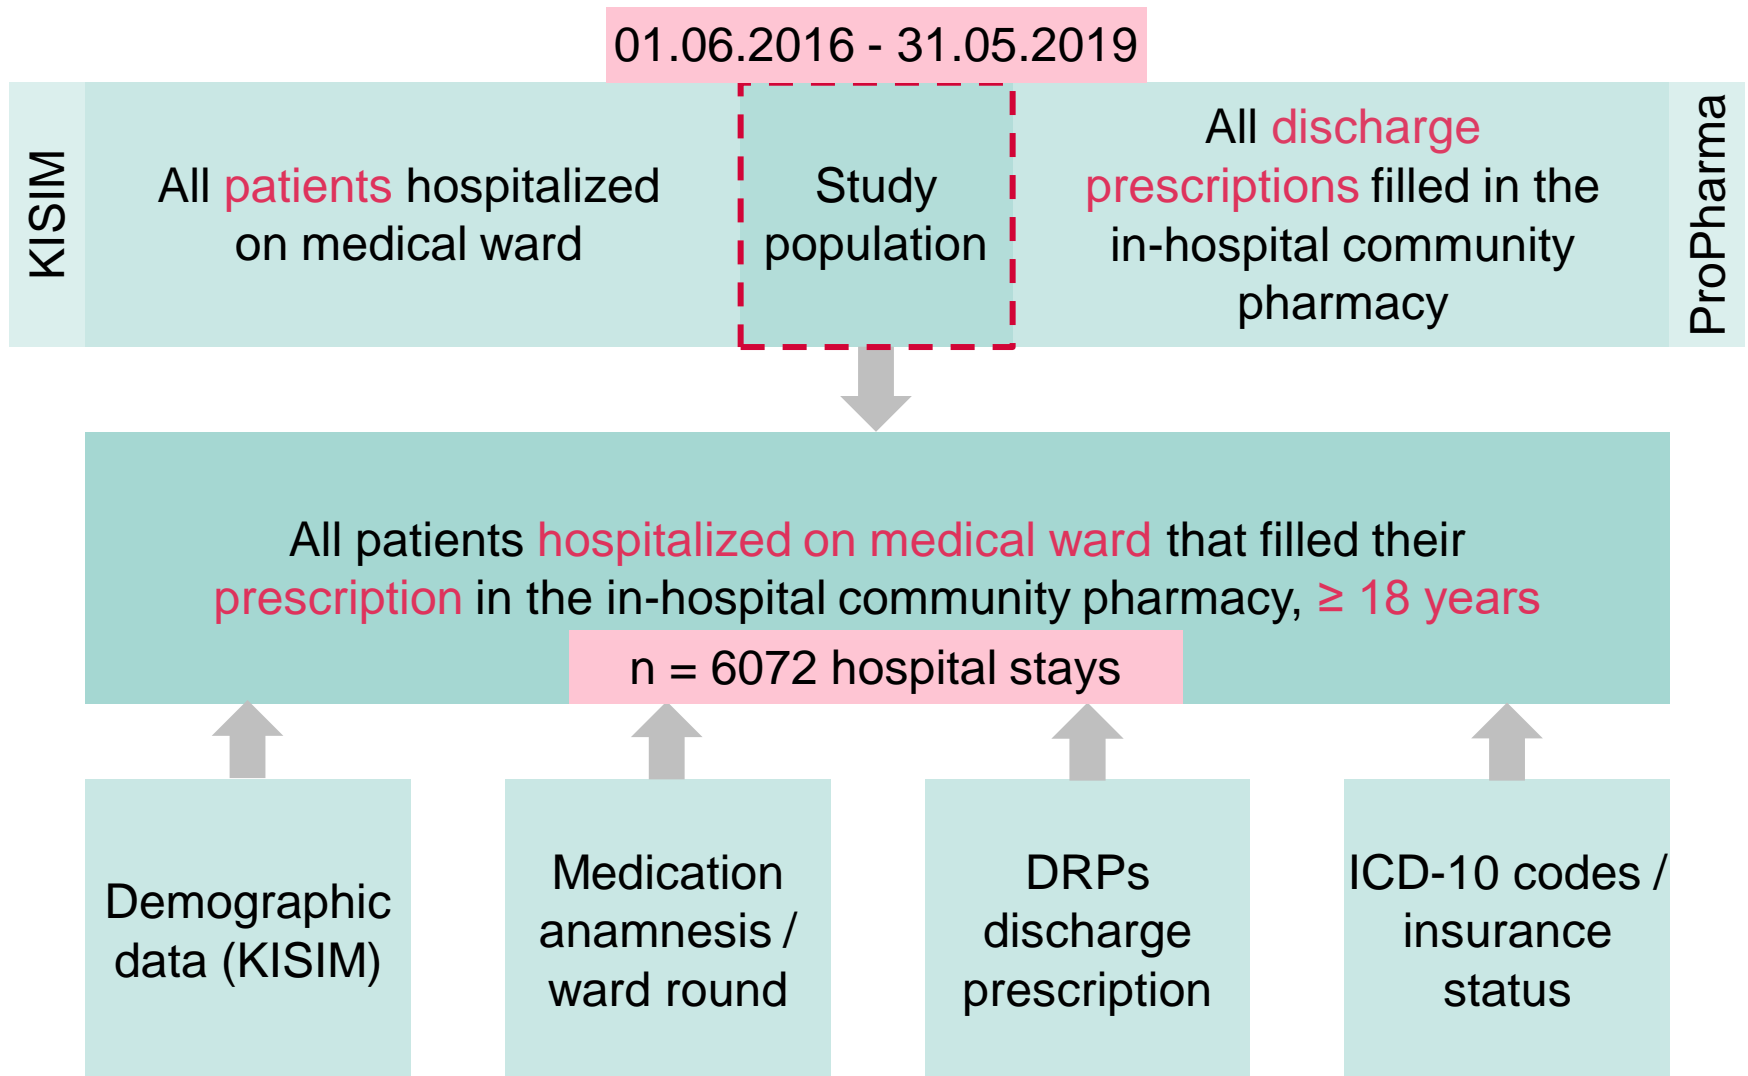 01.06.2016 - 31.05.2019
KISIM
All patients hospitalized
on medical ward
Study
population
All discharge
prescriptions filled in the
in-hospital community
pharmacy
ProPharma
All patients hospitalized on medical ward that filled their
prescription in the in-hospital community pharmacy, ≥ 18 years
n = 6072 hospital stays
Demographic
data (KISIM)
Medication
anamnesis /
ward round
DRPs
discharge
prescription
ICD-10 codes /
insurance
status